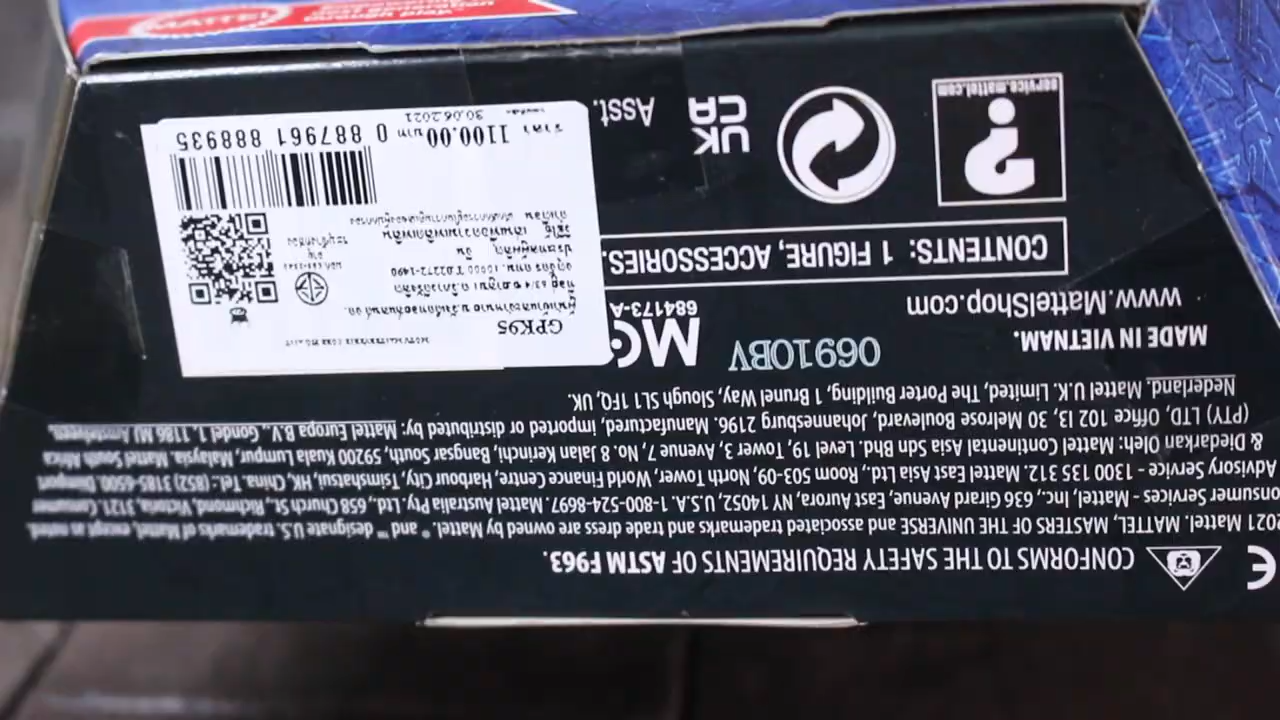 CONFORMS TO THE SAFETY REQUIREMENTS OF ASTM F963.
2021 Mattel. MATTEL, MASTERS OF THE UNIVERSE and associated trademarks and trade dress are owned by Mattel. ® and ™ designate U.S. trademarks of Mattel, except as noted.
Consumer Services - Mattel, Inc., 636 Girard Avenue, East Aurora, NY 14052, U.S.A. 1-800-524-8697. Mattel Australia Pty. Ltd., 658 Church St., Richmond, Victoria, 3121. Consumer
Advisory Service - 1300 135 312. Mattel East Asia Ltd., Room 503-09, North Tower, World Finance Centre, Harbour City, Tsimshatsui, HK, China. Tel.: (852) 3185-6500. Diimport
& Diedarkan Oleh: Mattel Continental Asia Sdn Bhd. Level 19, Tower 3, Avenue 7, No. 8 Jalan Kerinchi, Bangsar South, 59200 Kuala Lumpur, Malaysia. Mattel South Africa
(PTY) LTD, Office 102 I3, 30 Melrose Boulevard, Johannesburg 2196. Manufactured, imported or distributed by: Mattel Europa B.V., Gondel 1, 1186 MJ Amstelveen,
Nederland. Mattel U.K. Limited, The Porter Building, 1 Brunel Way, Slough SL1 1FQ, UK.
MADE IN VIETNAM.
06910BV
www.MattelShop.com
684173-A
CONTENTS: 1 FIGURE, ACCESSORIES.
service.mattel.com
UK
CA
Asst.
GPK95
ราคา 1100.00 บาท
30.06.2021
0 887961 888935
MATTEL
through play